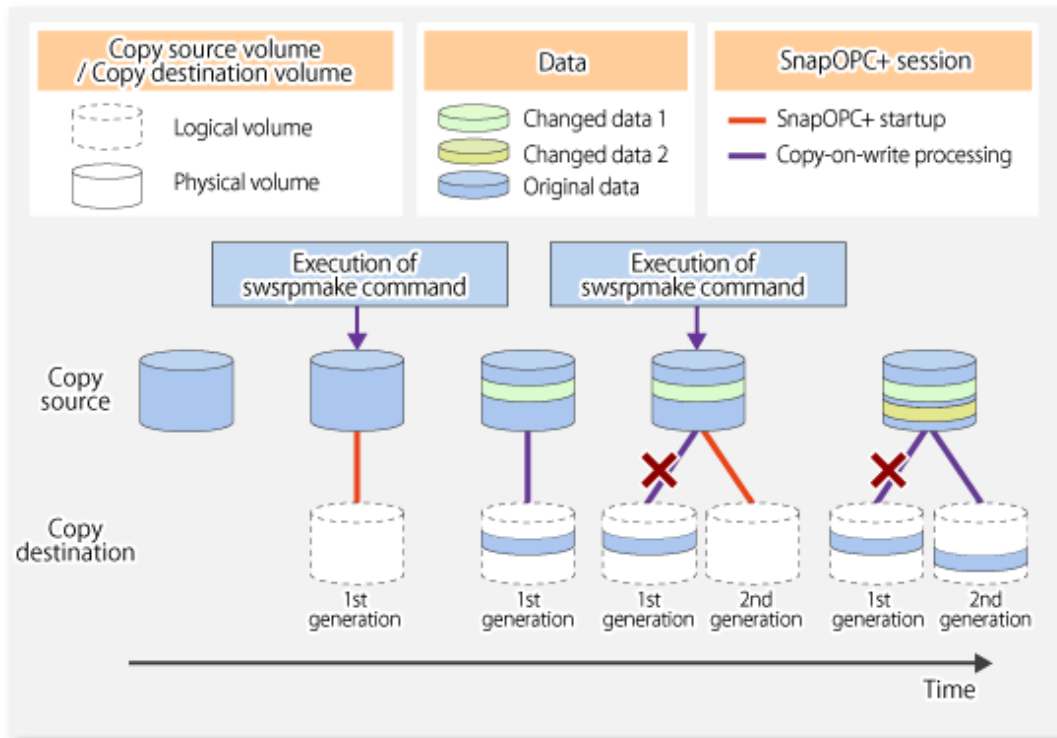 Copy source volume
/ Copy destination volume
Logical volume
Physical volume
Data
Changed data 1
Changed data 2
Original data
SnapOPC+ session
SnapOPC+ startup
Copy-on-write processing
Execution of
swsrpmake command
Execution of
swsrpmake command
Copy
source
Copy
destination
1st
generation
1st
generation
1st
generation
2nd
generation
1st
generation
2nd
generation
Time